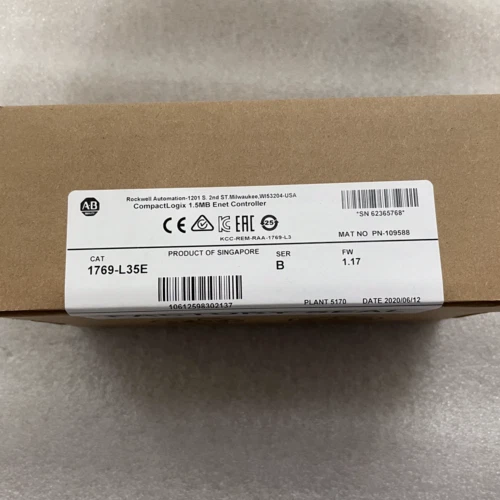 AB
Rockwell Automation-1201 S. 2nd ST.Milwaukee,WI53204-USA
CompactLogix 1.5MB Enet Controller
*SN 62365768*
CE
25
KCC-REM-RAA-1769-L3
MAT NO PN-109588
CAT
1769-L35E
PRODUCT OF SINGAPORE
SER
B
FW
1.17
10612598302137
PLANT 5170 DATE 2020/06/12